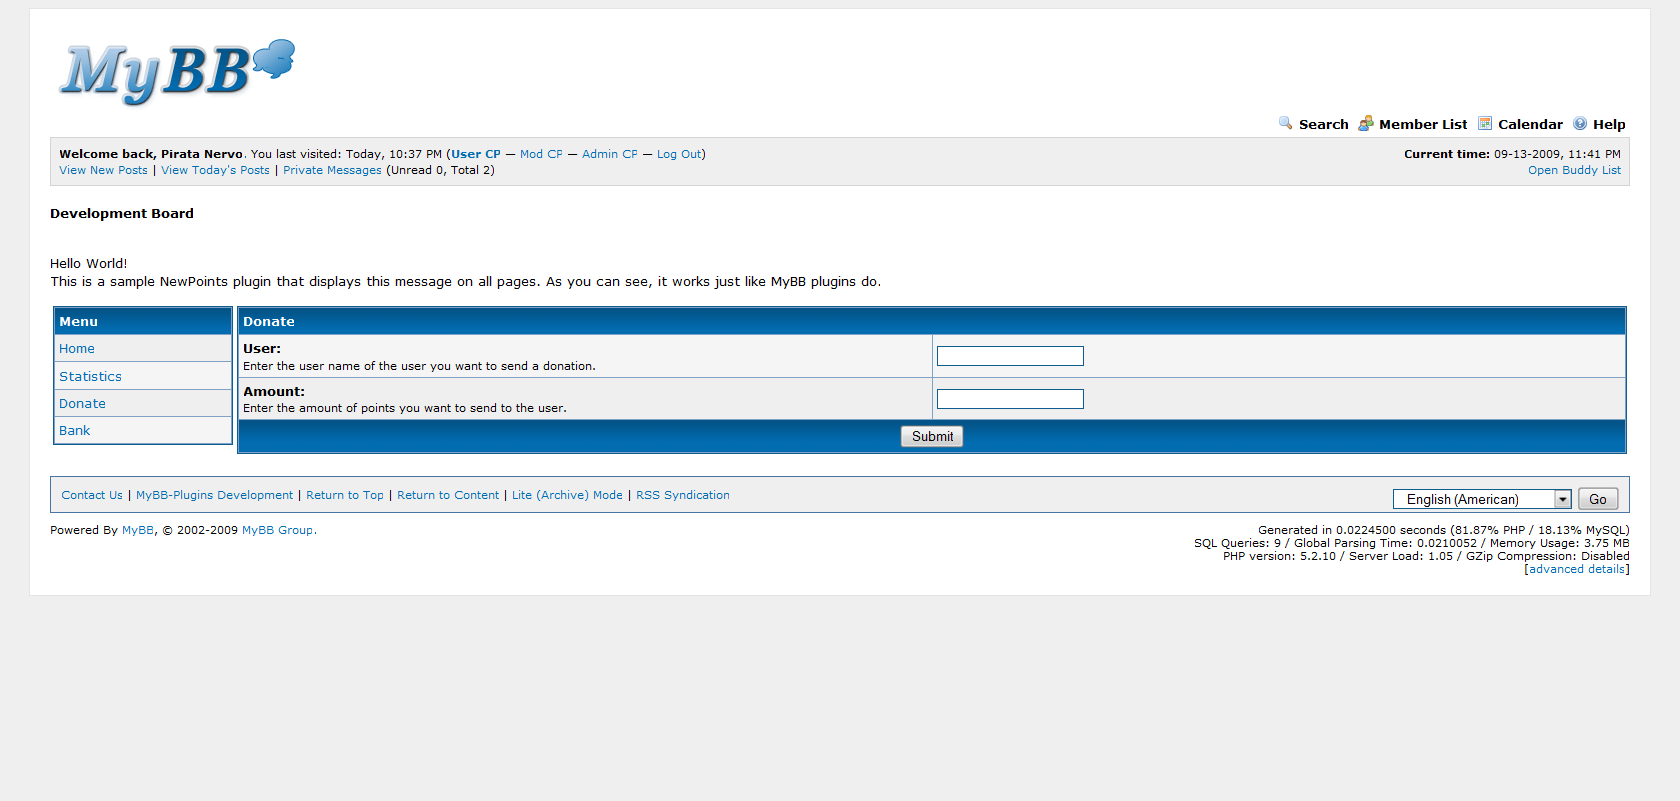 MyBB
Search Member List Calendar Help
Welcome back, Pirata Nervo. You last visited: Today, 10:37 PM (User CP — Mod CP — Admin CP — Log Out)
Current time: 09-13-2009, 11:41 PM
View New Posts | View Today's Posts | Private Messages (Unread 0, Total 2)
Open Buddy List
Development Board
Hello World!
This is a sample NewPoints plugin that displays this message on all pages. As you can see, it works just like MyBB plugins do.
Menu
Home
Statistics
Donate
Bank
Donate
User:
Enter the user name of the user you want to send a donation.
Amount:
Enter the amount of points you want to send to the user.
Submit
Contact Us | MyBB-Plugins Development | Return to Top | Return to Content | Lite (Archive) Mode | RSS Syndication
English (American) Go
Powered By MyBB, © 2002-2009 MyBB Group.
Generated in 0.0224500 seconds (81.87% PHP / 18.13% MySQL)
SQL Queries: 9 / Global Parsing Time: 0.0210052 / Memory Usage: 3.75 MB
PHP version: 5.2.10 / Server Load: 1.05 / GZip Compression: Disabled
[advanced details]